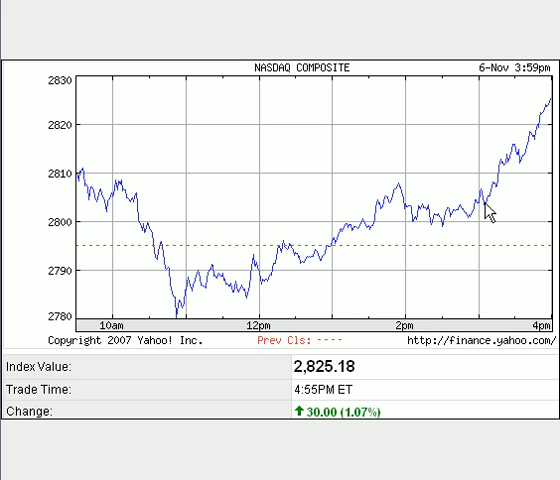 NASDAQ COMPOSITE 6-Nov 3:59pm
2830
2820
2810
2800
2790
2780
10am 12pm 2pm 4pm
Copyright 2007 Yahoo! Inc. Prev Cls: ---- http://finance.yahoo.com/
Index Value: 2,825.18
Trade Time: 4:55PM ET
Change: 30.00 (1.07%)